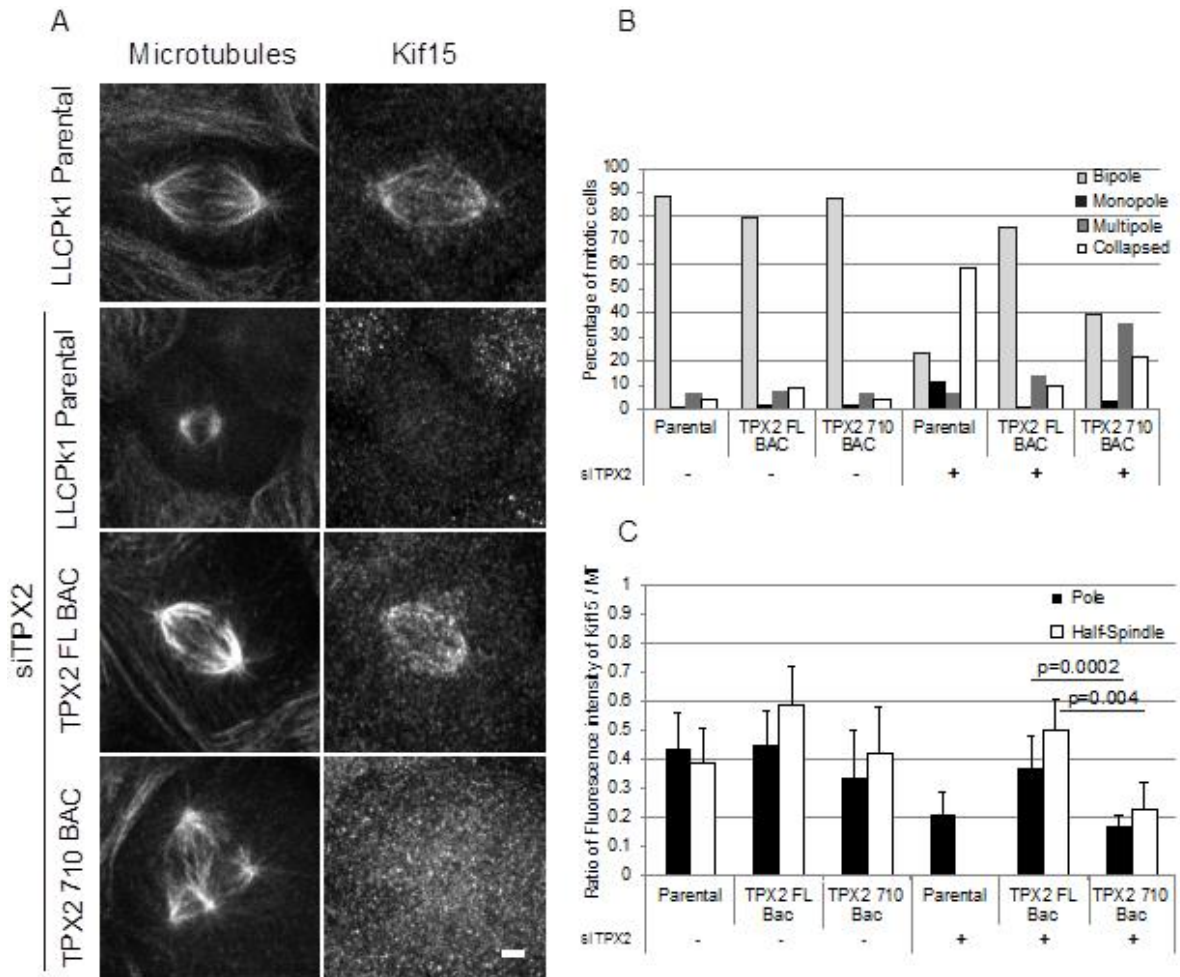 A
Microtubules Kif15
LLCPk1 Parental
siTPX2
LLCPk1 Parental
TPX2 FL BAC
TPX2 710 BAC
B
Percentage of mitotic cells
100
90
80
70
60
50
40
30
20
10
0
Bipole
Monopole
Multipole
Collapsed
Parental TPX2 FL BAC TPX2 710 BAC Parental TPX2 FL BAC TPX2 710 BAC
siTPX2 - - - + + +
C
Ratio of Fluorescence intensity of Kif15 / MT
1
0.9
0.8
0.7
0.6
0.5
0.4
0.3
0.2
0.1
0
Pole
Half-Spindle
p=0.0002
p=0.004
Parental TPX2 FL Bac TPX2 710 Bac Parental TPX2 FL Bac TPX2 710 Bac
siTPX2 - - - + + +